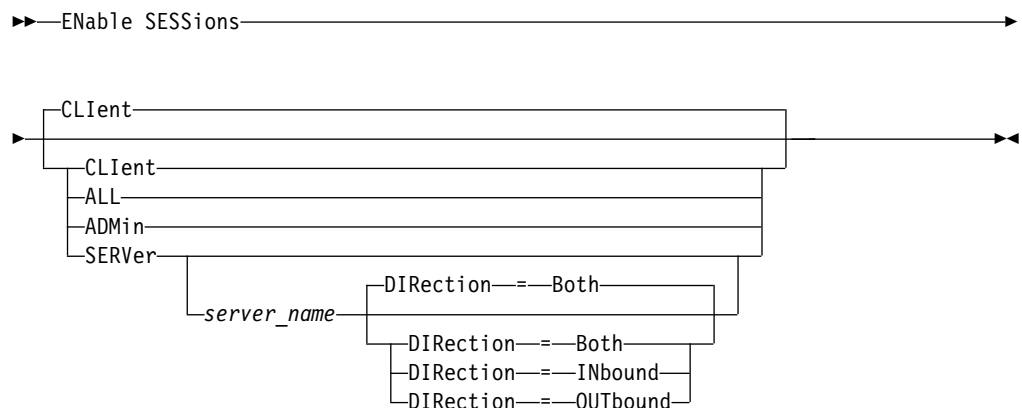 ENable SESSions
CLIent
CLIent
ALL
ADMin
SERVer
DIRection = Both
server_name
DIRection = Both
DIRection = INbound
DIRection = OUTbound